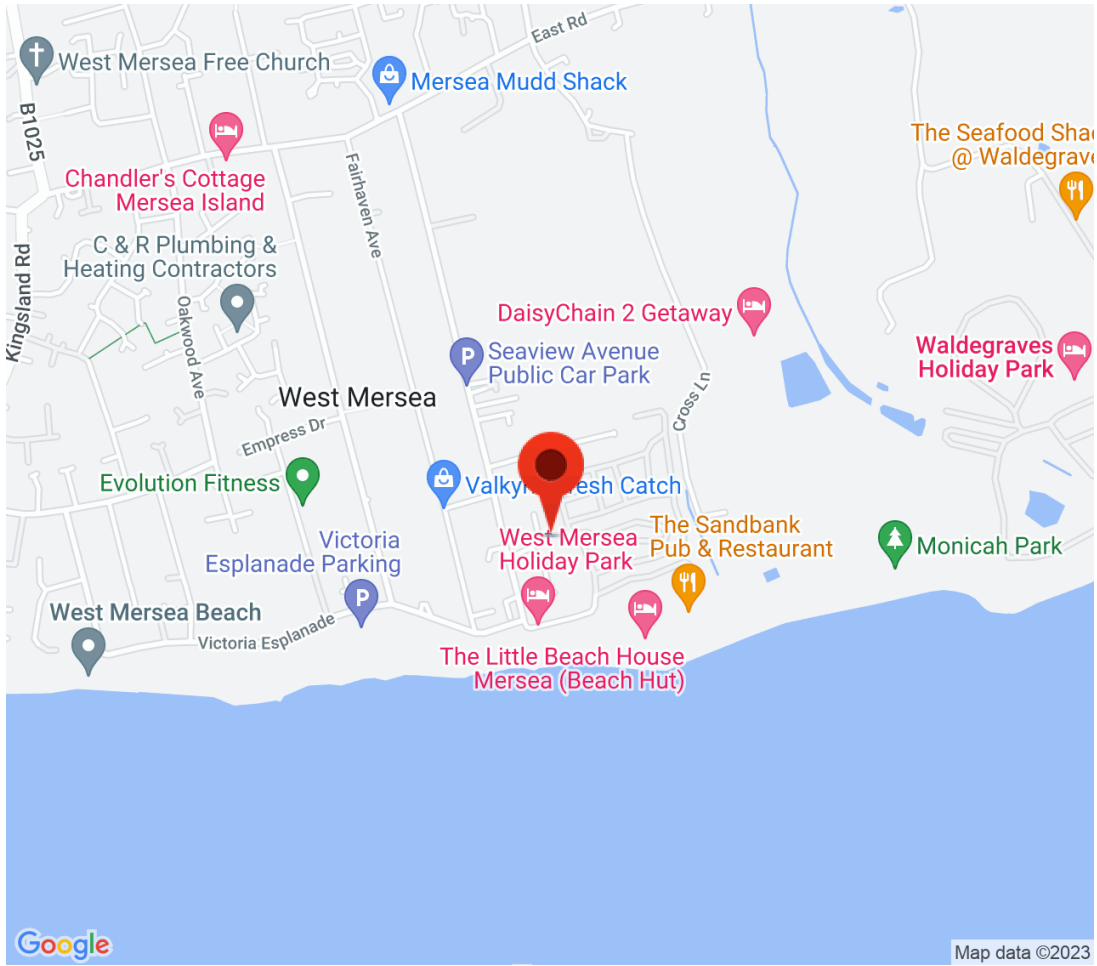 East Rd
West Mersea Free Church
Mersea Mudd Shack
B1025
The Seafood Shac
@ Waldegrave
Chandler's Cottage
Mersea Island
Fairhaven Ave
C & R Plumbing &
Heating Contractors
Kingsland Rd
Oakwood Ave
DaisyChain 2 Getaway
Seaview Avenue
Public Car Park
Waldegraves
Holiday Park
Cross Ln
West Mersea
Empress Dr
Evolution Fitness
Fresh Catch
West Mersea
Holiday Park
The Sandbank
Pub & Restaurant
Monicah Park
Victoria
Esplanade Parking
West Mersea Beach
Victoria Esplanade
The Little Beach House
Mersea (Beach Hut)
Google
Map data ©2023